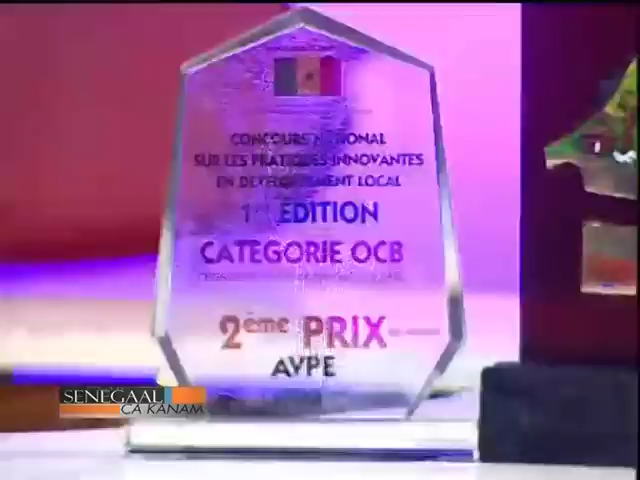 CONCOURS NATIONAL
SUR LES PRATIQUES INNOVANTES
EN DEVELOPPEMENT LOCAL
1ère EDITION
CATEGORIE OCB
2ème PRIX
AVPE
SENEGAAL
CA KANAM